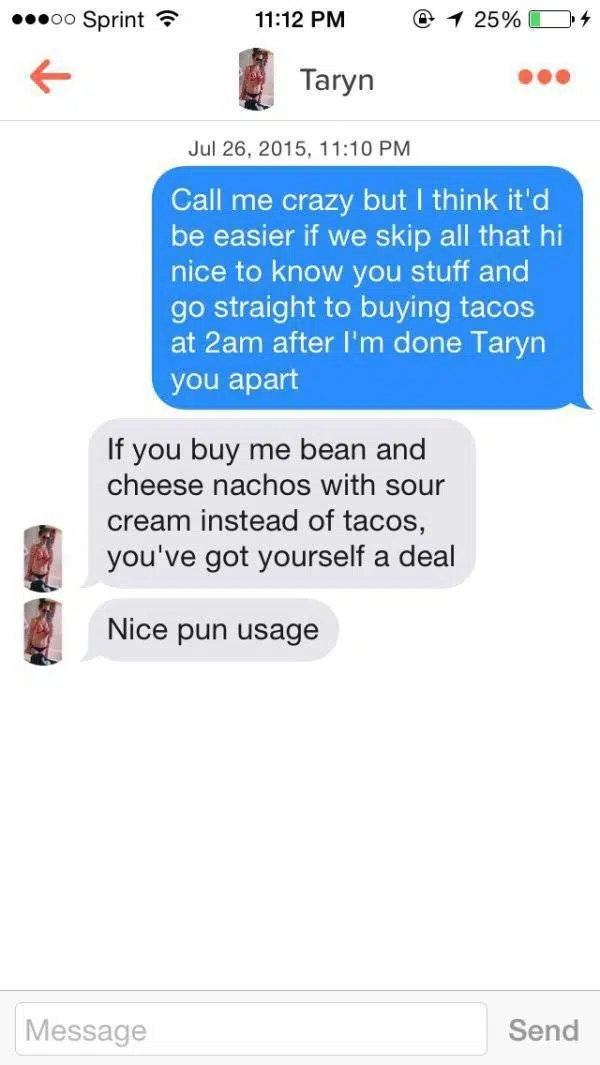 Sprint 11:12 PM 25%
Taryn
Jul 26, 2015, 11:10 PM
Call me crazy but I think it'd
be easier if we skip all that hi
nice to know you stuff and
go straight to buying tacos
at 2am after I'm done Taryn
you apart
If you buy me bean and
cheese nachos with sour
cream instead of tacos,
you've got yourself a deal
Nice pun usage
Message Send